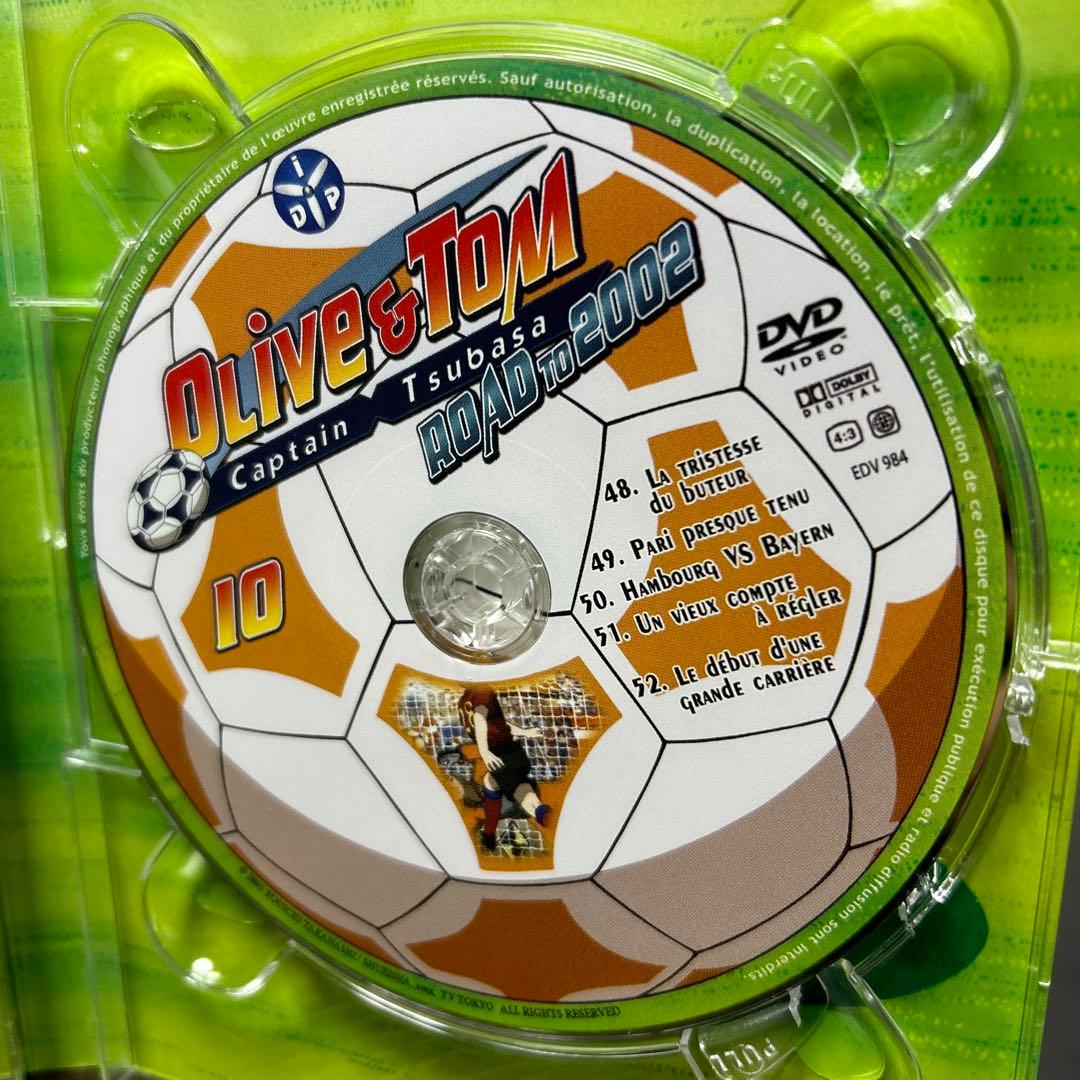 Tous droits du producteur phonographique et du propriétaire de l'œuvre enregistrée réservés. Sauf autorisation, la duplication, la location, le prêt, l'utilisation de ce disque pour exécution publique et radio diffusion sont interdits.
iDP
Olive & Tom
Captain Tsubasa
ROAD TO 2002
DVD
VIDEO™
DOLBY
DIGITAL
4:3
EDV 984
10
48. La tristesse
du buteur
49. Pari presque tenu
50. Hambourg VS Bayern
51. Un vieux compte
à régler
52. Le début d'une
grande carrière
TAKAHASHI / SHUEISHA, TV TOKYO ALL RIGHTS RESERVED
PULL
PULL